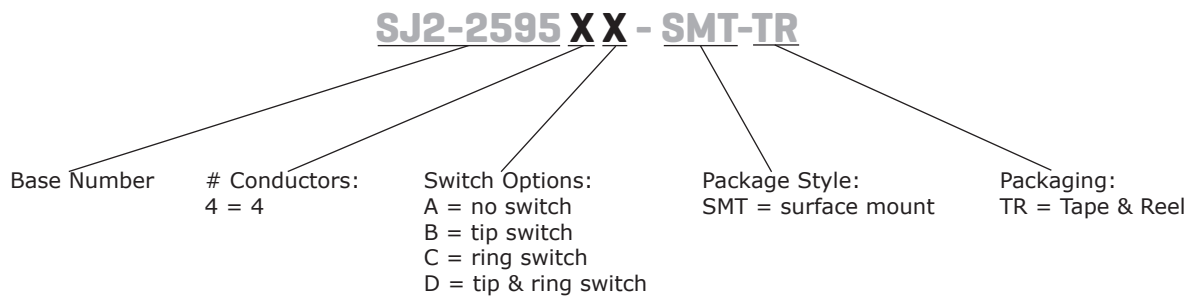 SJ2-2595 X X - SMT-TR
Base Number
# Conductors:
4 = 4
Switch Options:
A = no switch
B = tip switch
C = ring switch
D = tip & ring switch
Package Style:
SMT = surface mount
Packaging:
TR = Tape & Reel